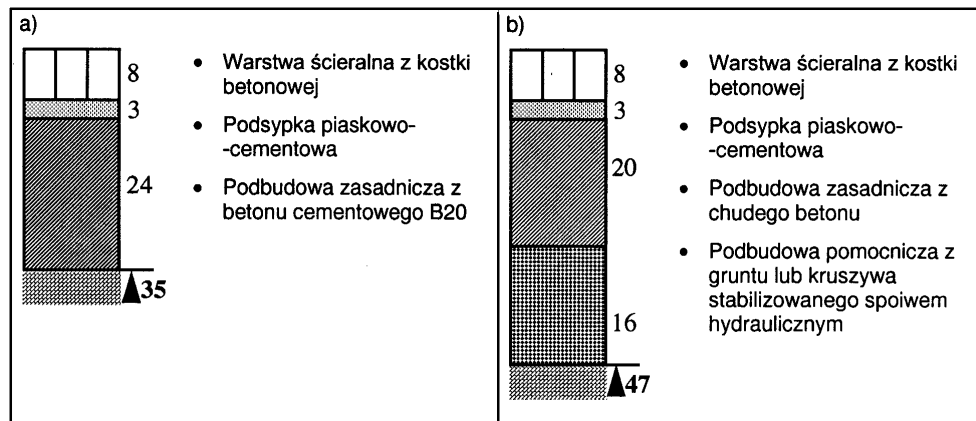 a)
8
3
24
35
• Warstwa ścieralna z kostki
betonowej
• Podsypka piaskowo-
-cementowa
• Podbudowa zasadnicza z
betonu cementowego B20
b)
8
3
20
16
47
• Warstwa ścieralna z kostki
betonowej
• Podsypka piaskowo-
-cementowa
• Podbudowa zasadnicza z
chudego betonu
• Podbudowa pomocnicza z
gruntu lub kruszywa
stabilizowanego spoiwem
hydraulicznym